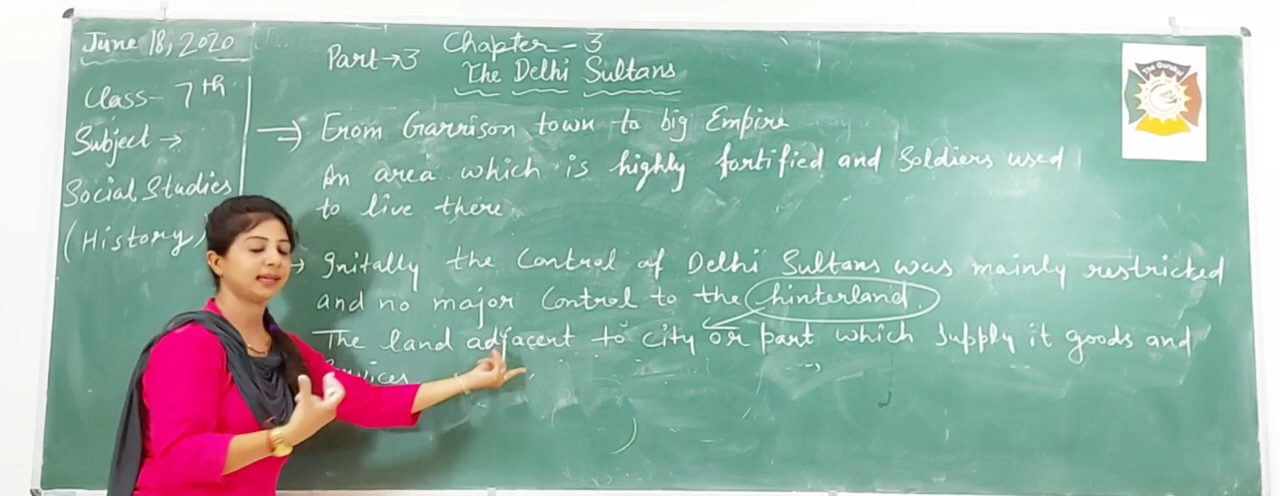 June 18, 2020
Class - 7th
Subject →
Social Studies
(History)
Part → 3
Chapter - 3
The Delhi Sultans
→ From Garrison town to big Empire
An area which is highly fortified and Soldiers used
to live there.
→ Initally the Control of Delhi Sultans was mainly restricted
and no major Control to the hinterland.
The land adjacent to city or part which supply it goods and
Services